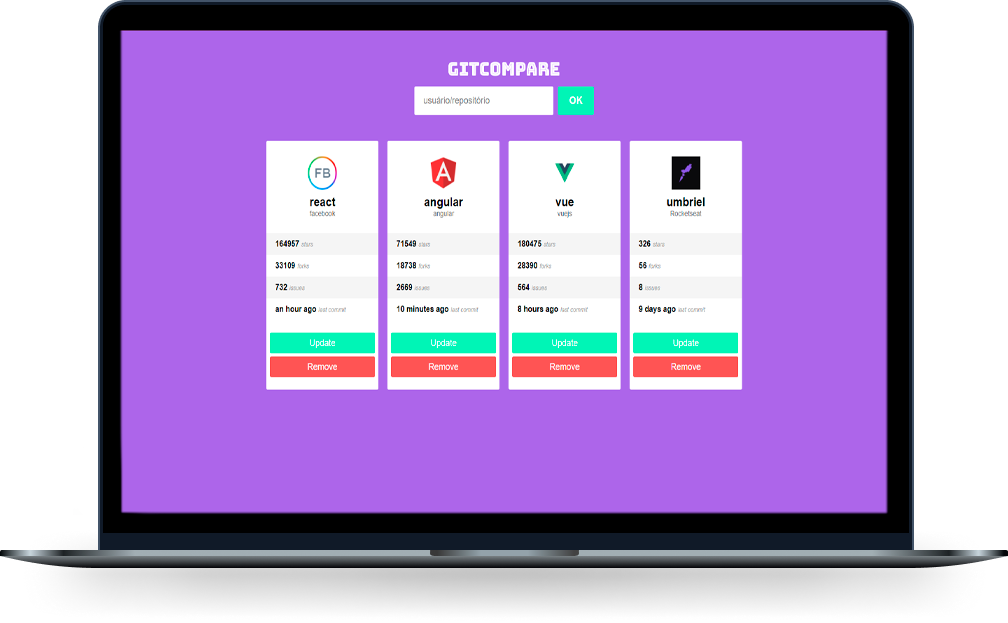 GITCOMPARE
usuário/repositório
OK
FB
react
facebook
164957 stars
33109 forks
732 issues
an hour ago last commit
Update
Remove
A
angular
angular
71549 stars
18738 forks
2669 issues
10 minutes ago last commit
Update
Remove
vue
vuejs
180475 stars
28390 forks
564 issues
8 hours ago last commit
Update
Remove
umbriel
Rocketseat
326 stars
56 forks
8 issues
9 days ago last commit
Update
Remove